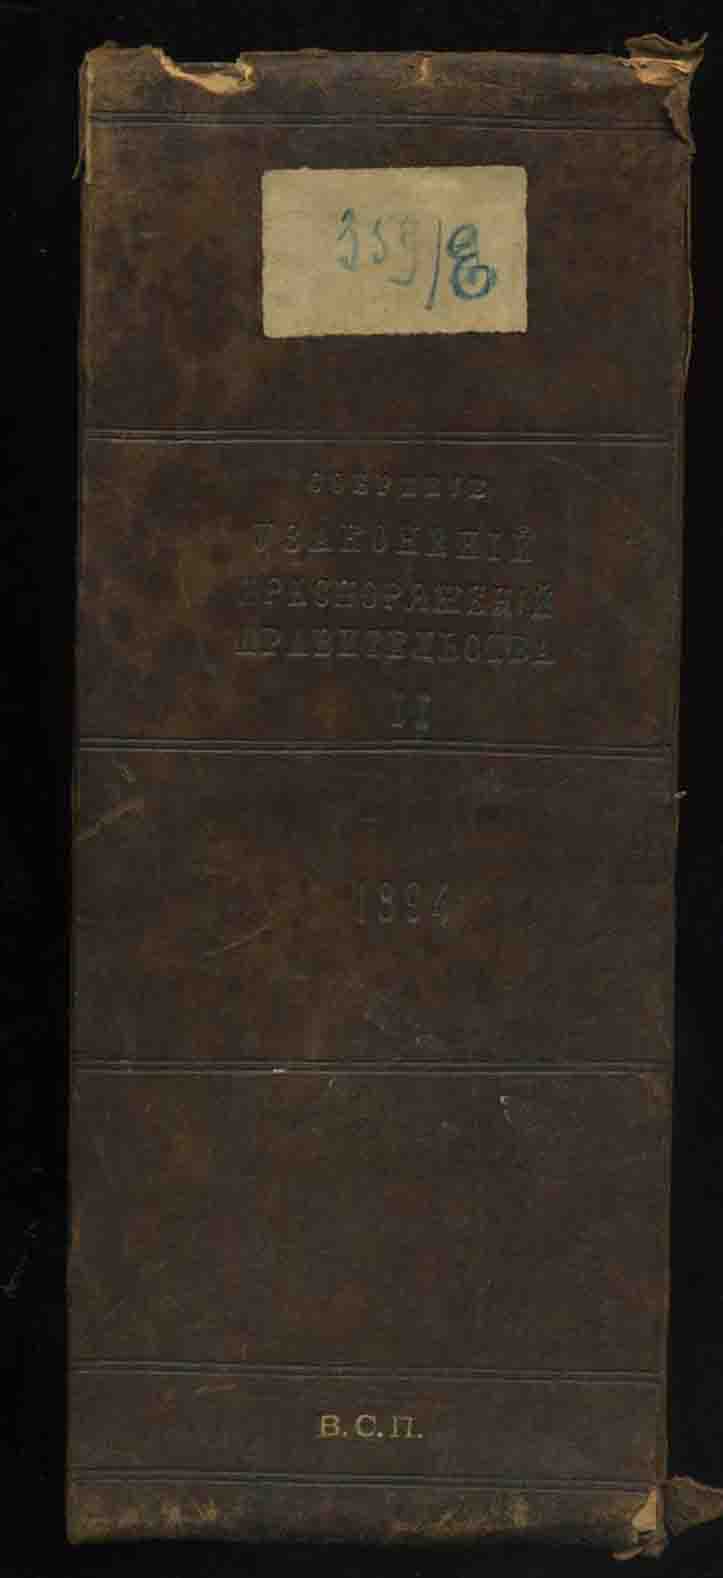 359/8
СОБРАНІЕ
УЗАКОНЕНІЙ
И РАСПОРЯЖЕНІЙ
ПРАВИТЕЛЬСТВА
II
1894
В. С. П.